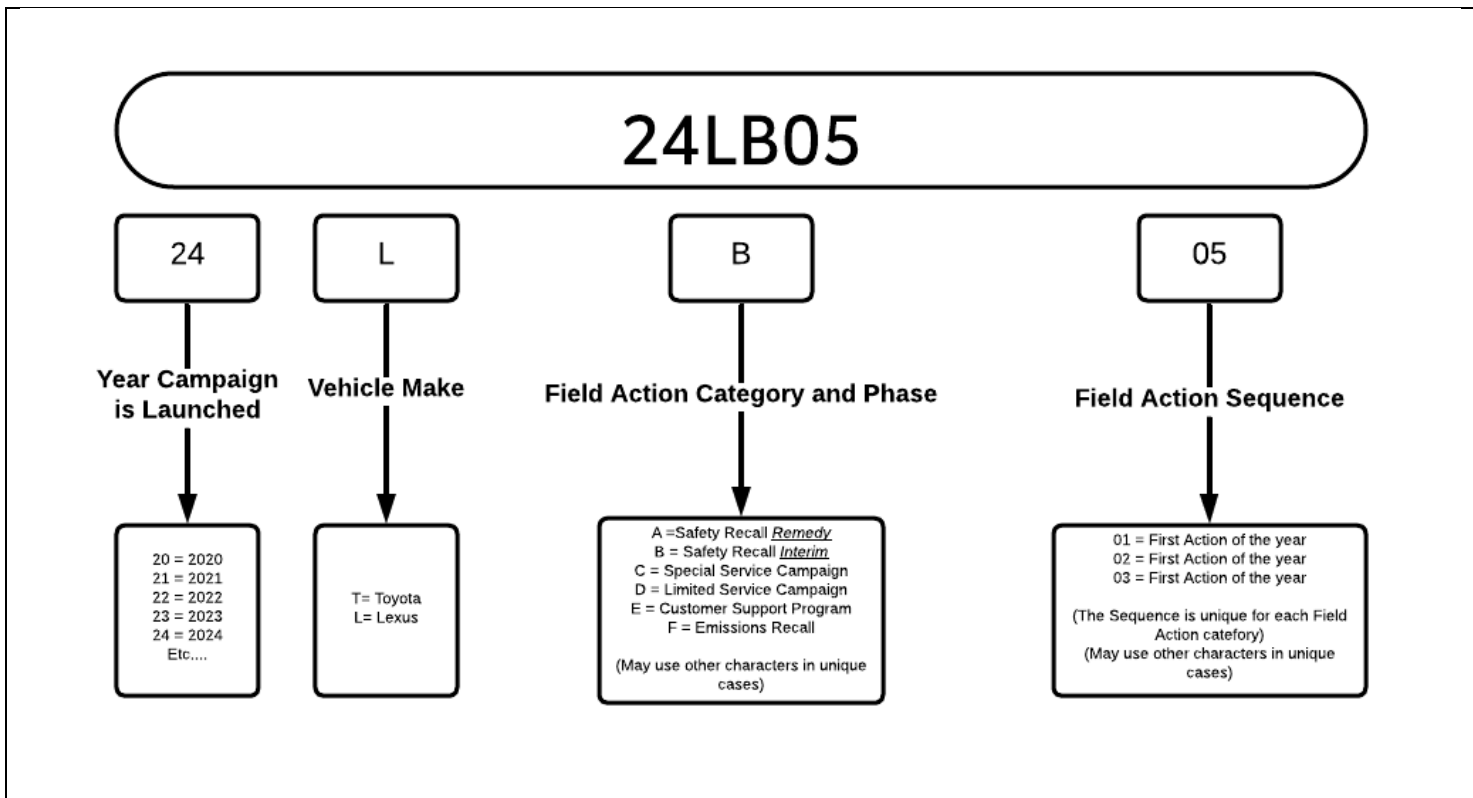 24LB05
24
L
B
05
Year Campaign
is Launched
Vehicle Make
Field Action Category and Phase
Field Action Sequence
20 = 2020
21 = 2021
22 = 2022
23 = 2023
24 = 2024
Etc....
T= Toyota
L= Lexus
A =Safety Recall Remedy
B = Safety Recall Interim
C = Special Service Campaign
D = Limited Service Campaign
E = Customer Support Program
F = Emissions Recall
(May use other characters in unique
cases)
01 = First Action of the year
02 = First Action of the year
03 = First Action of the year
(The Sequence is unique for each Field
Action catefory)
(May use other characters in unique
cases)